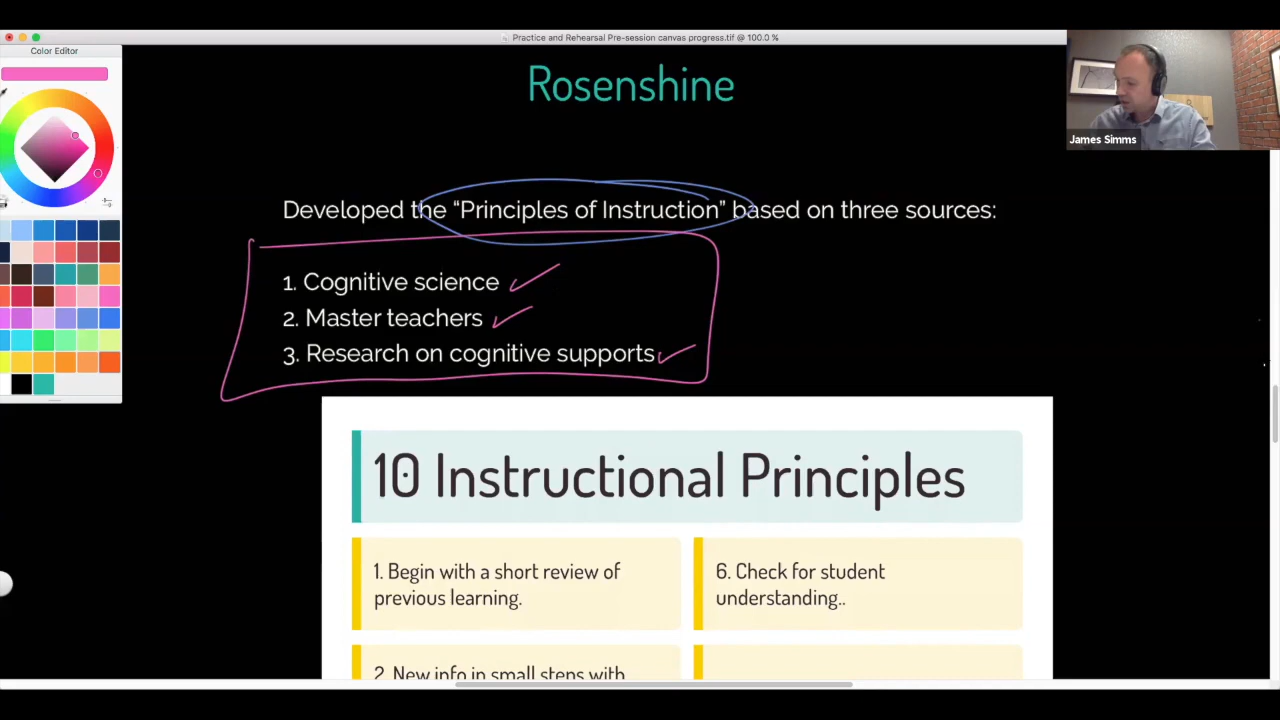 Practice and Rehearsal Pre-session canvas progress.tif @ 100.0 %
Color Editor
Rosenshine
James Simms
Developed the “Principles of Instruction” based on three sources:
1. Cognitive science
2. Master teachers
3. Research on cognitive supports
10 Instructional Principles
1. Begin with a short review of
previous learning.
6. Check for student
understanding..
2. New info in small steps with